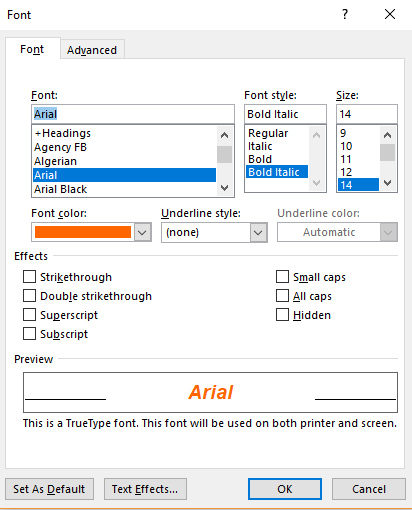 Font
Font Advanced
Font: Font style: Size:
Arial Bold Italic 14
+Headings Regular 9
Agency FB Italic 10
Algerian Bold 11
Arial Bold Italic 12
Arial Black 14
Font color: Underline style: Underline color:
(none) Automatic
Effects
Strikethrough Small caps
Double strikethrough All caps
Superscript Hidden
Subscript
Preview
Arial
This is a TrueType font. This font will be used on both printer and screen.
Set As Default Text Effects... OK Cancel